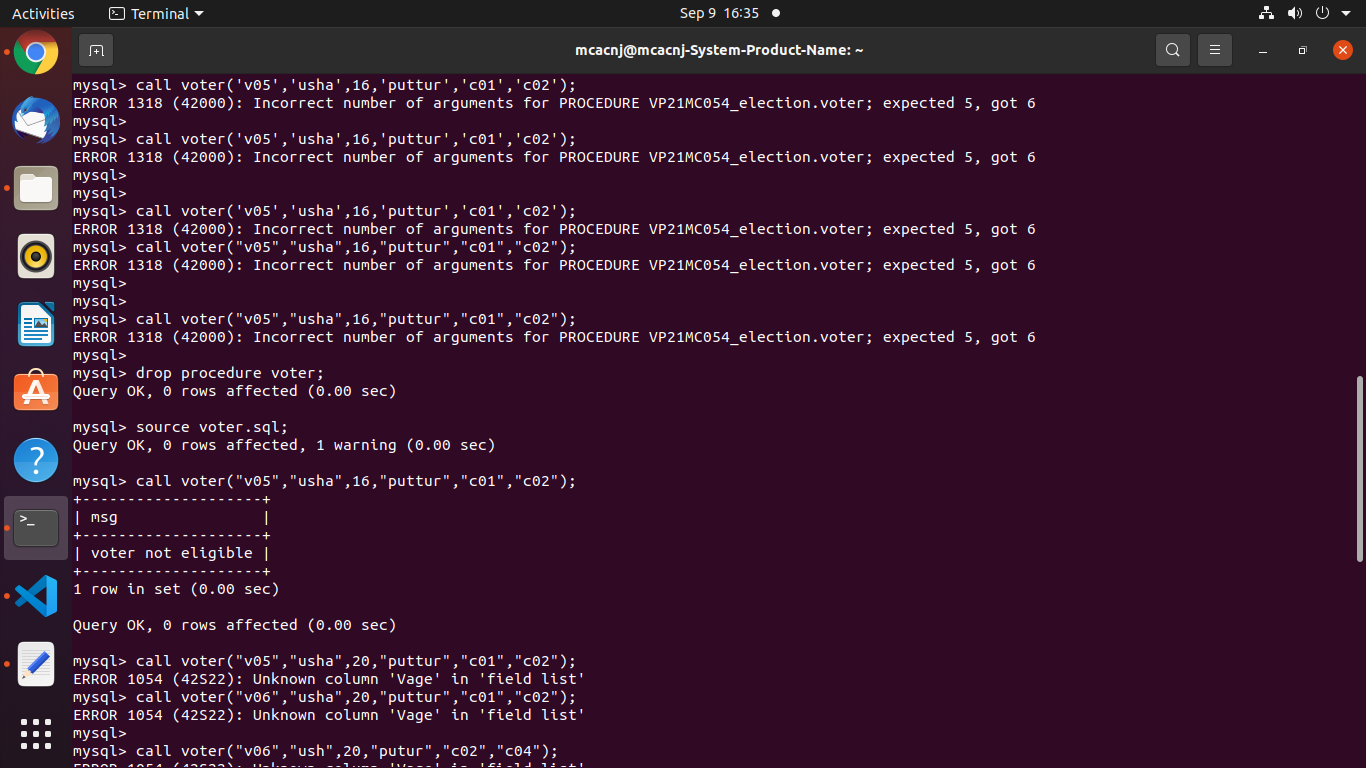 Activities
Terminal
Sep 9 16:35
mcacnj@mcacnj-System-Product-Name: ~
mysql> call voter('v05','usha',16,'puttur','c01','c02');
ERROR 1318 (42000): Incorrect number of arguments for PROCEDURE VP21MC054_election.voter; expected 5, got 6
mysql>
mysql> call voter('v05','usha',16,'puttur','c01','c02');
ERROR 1318 (42000): Incorrect number of arguments for PROCEDURE VP21MC054_election.voter; expected 5, got 6
mysql>
mysql>
mysql> call voter('v05','usha',16,'puttur','c01','c02');
ERROR 1318 (42000): Incorrect number of arguments for PROCEDURE VP21MC054_election.voter; expected 5, got 6
mysql> call voter("v05","usha",16,"puttur","c01","c02");
ERROR 1318 (42000): Incorrect number of arguments for PROCEDURE VP21MC054_election.voter; expected 5, got 6
mysql>
mysql>
mysql> call voter("v05","usha",16,"puttur","c01","c02");
ERROR 1318 (42000): Incorrect number of arguments for PROCEDURE VP21MC054_election.voter; expected 5, got 6
mysql>
mysql> drop procedure voter;
Query OK, 0 rows affected (0.00 sec)
mysql> source voter.sql;
Query OK, 0 rows affected, 1 warning (0.00 sec)
mysql> call voter("v05","usha",16,"puttur","c01","c02");
+--------------------+
| msg                |
+--------------------+
| voter not eligible |
+--------------------+
1 row in set (0.00 sec)
Query OK, 0 rows affected (0.00 sec)
mysql> call voter("v05","usha",20,"puttur","c01","c02");
ERROR 1054 (42S22): Unknown column 'Vage' in 'field list'
mysql> call voter("v06","usha",20,"puttur","c01","c02");
ERROR 1054 (42S22): Unknown column 'Vage' in 'field list'
mysql>
mysql> call voter("v06","ush",20,"putur","c02","c04");
ERROR 1054 (42S22): Unknown column 'Vage' in 'field list'